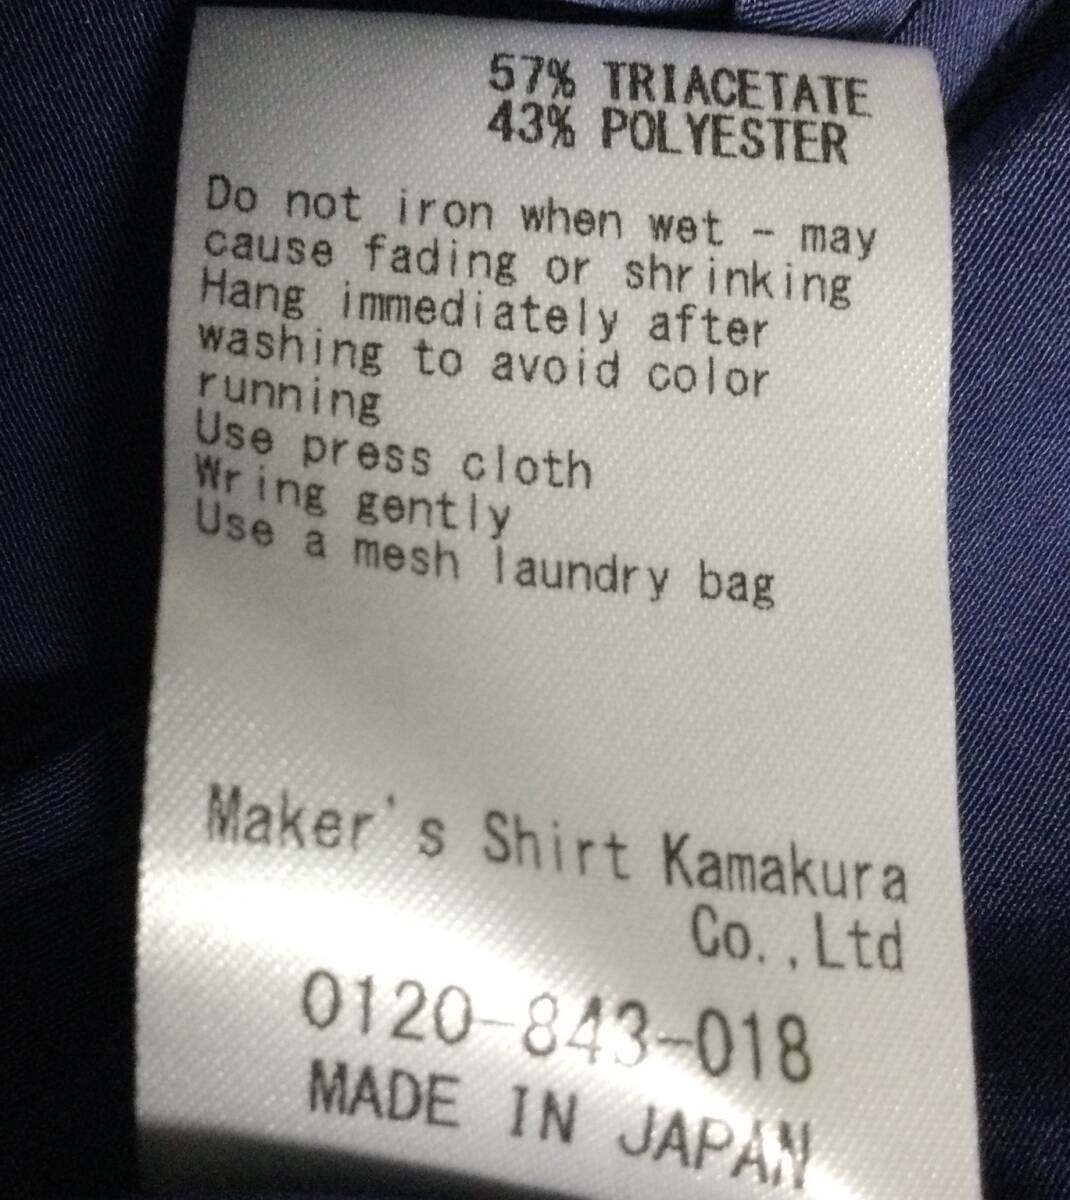 57% TRIACETATE
43% POLYESTER
Do not iron when wet - may
cause fading or shrinking
Hang immediately after
washing to avoid color
running
Use press cloth
Wring gently
Use a mesh laundry bag
Maker's Shirt Kamakura
Co.,Ltd
0120-843-018
MADE IN JAPAN